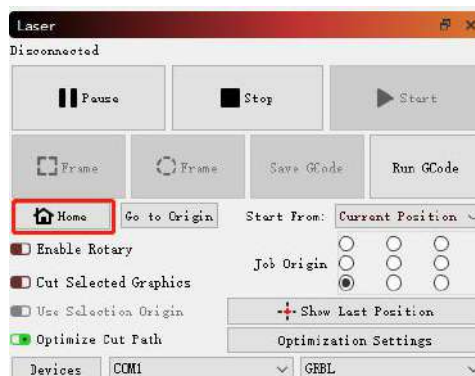 Laser
Disconnected
Pause Stop Start
Frame Frame Save GCode Run GCode
Home Go to Origin Start From: Current Position
Enable Rotary
Job Origin
Cut Selected Graphics
Use Selection Origin Show Last Position
Optimize Cut Path Optimization Settings
Devices COM1 GRBL